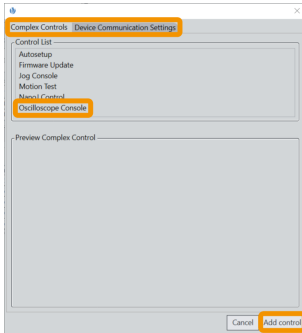 Complex Controls Device Communication Settings
Control List
Autosetup
Firmware Update
Jog Console
Motion Test
NanoJ Control
Oscilloscope Console
Preview Complex Control
Cancel Add control